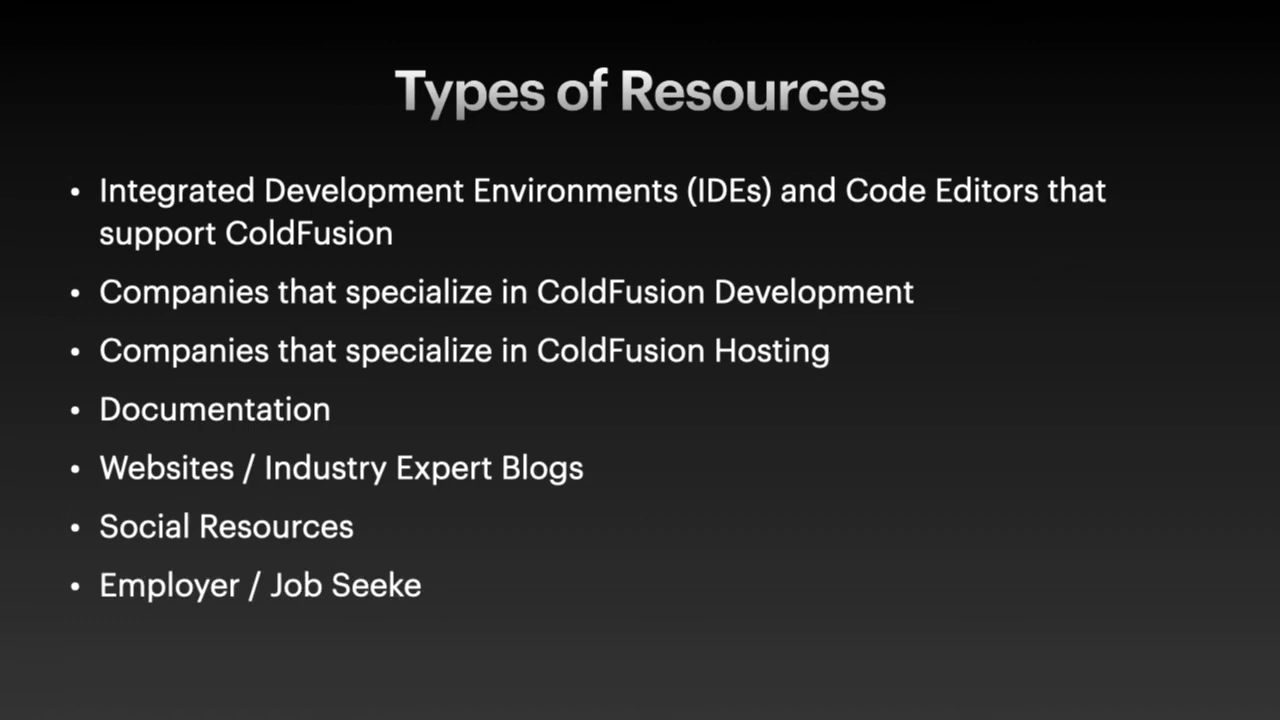 Types of Resources
• Integrated Development Environments (IDEs) and Code Editors that
support ColdFusion
• Companies that specialize in ColdFusion Development
• Companies that specialize in ColdFusion Hosting
• Documentation
• Websites / Industry Expert Blogs
• Social Resources
• Employer / Job Seeke